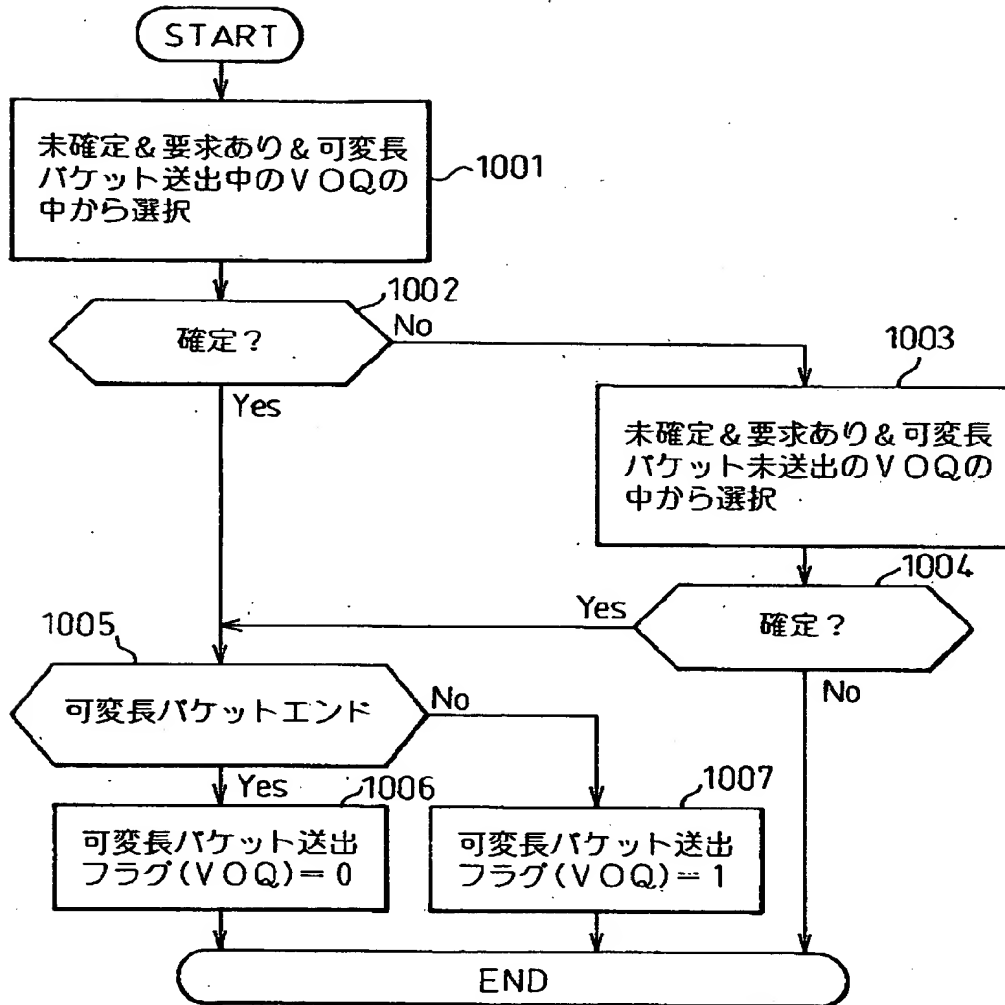 START
未確定&要求あり&可変長
パケット送出中のVOQの
中から選択
1001
1002
確定?
No
Yes
1003
未確定&要求あり&可変長
パケット未送出のVOQの
中から選択
1004
確定?
Yes
No
1005
可変長パケットエンド
No
Yes
1006
可変長パケット送出
フラグ(VOQ)=0
1007
可変長パケット送出
フラグ(VOQ)=1
END